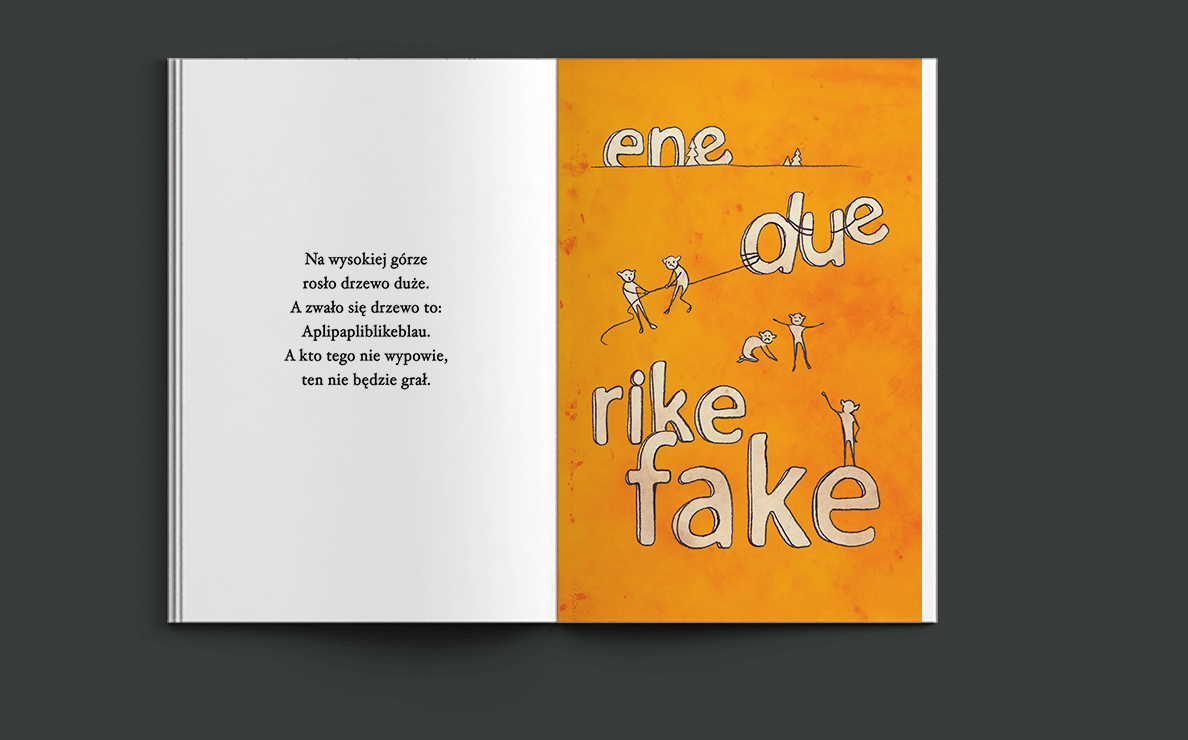 Na wysokiej górze
rosło drzewo duże.
A zwało się drzewo to:
Aplipapliblikeblau.
A kto tego nie wypowie,
ten nie będzie grał.
ene
due
rike
fake